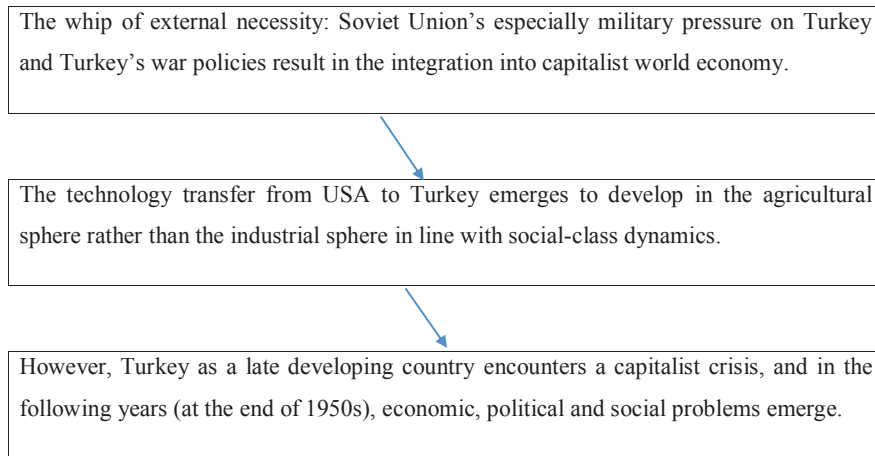 The whip of external necessity: Soviet Union’s especially military pressure on Turkey
and Turkey’s war policies result in the integration into capitalist world economy.
The technology transfer from USA to Turkey emerges to develop in the agricultural
sphere rather than the industrial sphere in line with social-class dynamics.
However, Turkey as a late developing country encounters a capitalist crisis, and in the
following years (at the end of 1950s), economic, political and social problems emerge.